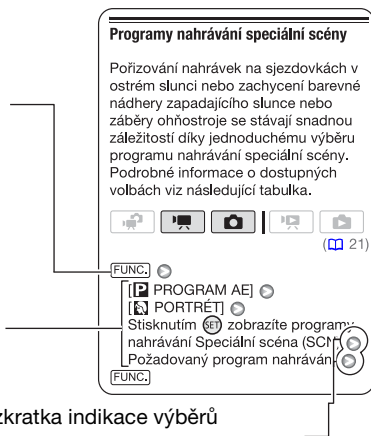 Programy nahrávání speciální scény
Pořizování nahrávek na sjezdovkách v
ostrém slunci nebo zachycení barevné
nádhery zapadajícího slunce nebo
záběry ohňostroje se stávají snadnou
záležitostí díky jednoduchému výběru
programu nahrávání speciální scény.
Podrobné informace o dostupných
volbách viz následující tabulka.
( 21)
FUNC.
[P PROGRAM AE]
[ PORTRÉT]
Stisknutím SET zobrazíte programy
nahrávání Speciální scéna (SCN
Požadovaný program nahráván
FUNC.
zkratka indikace výběrů